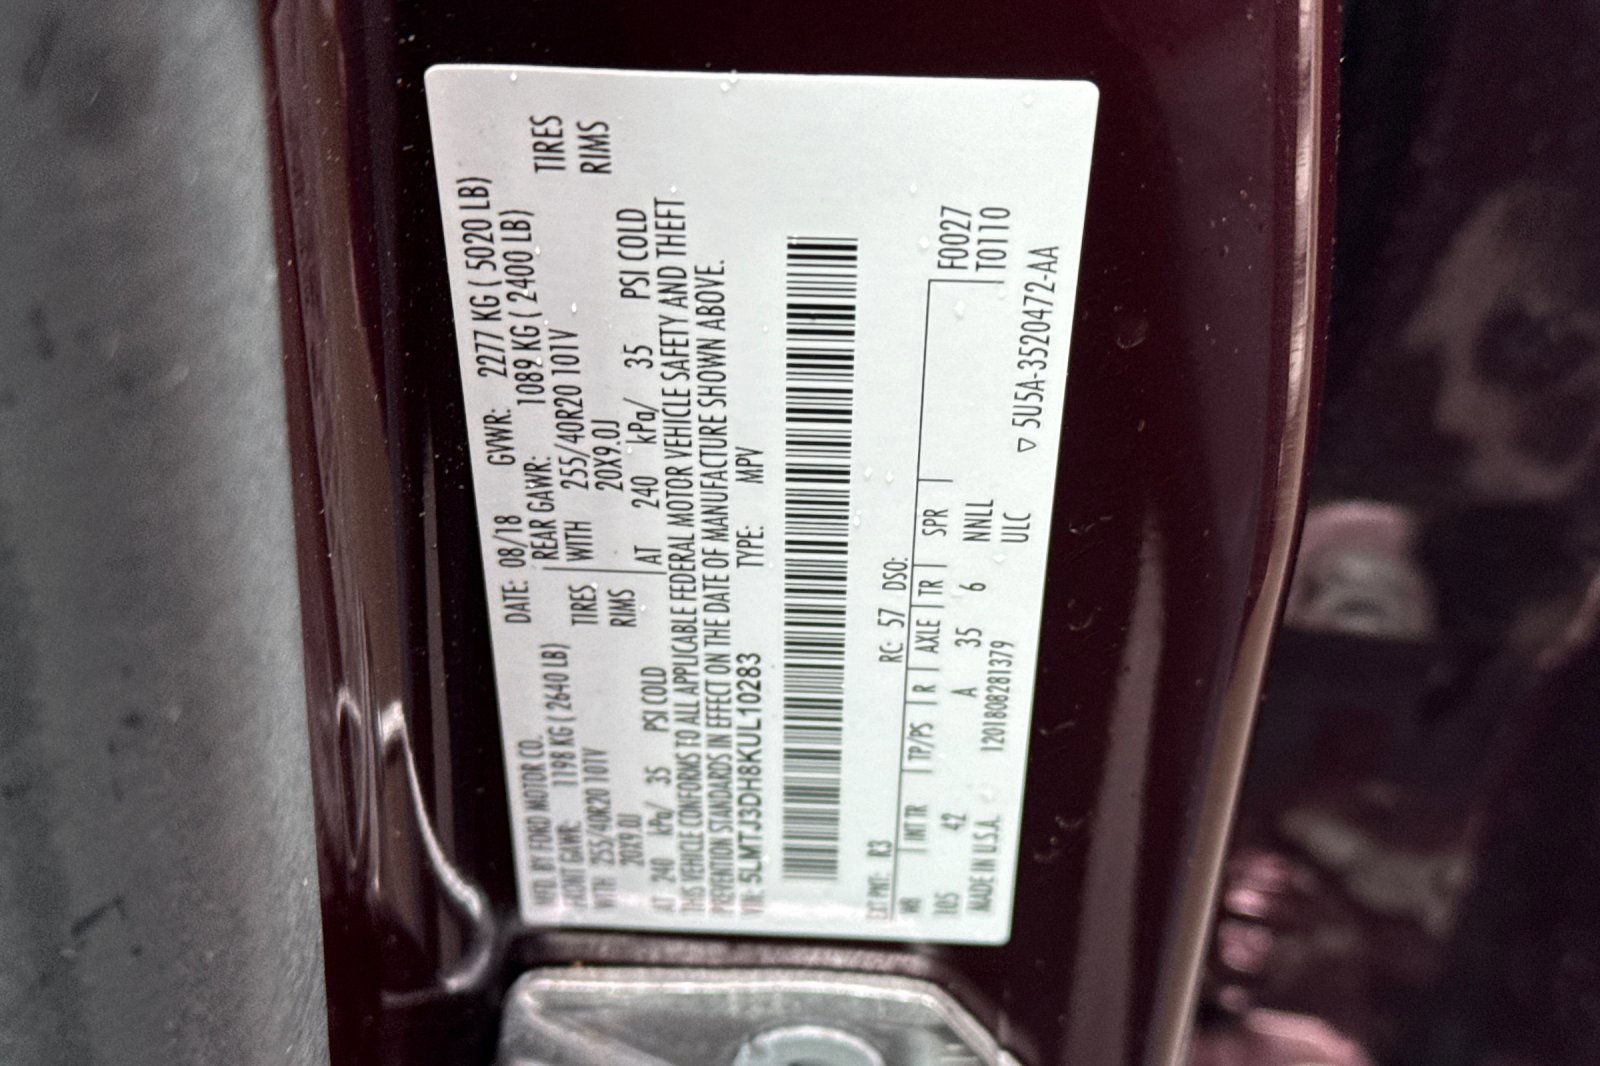 MFD. BY FORD MOTOR CO.
DATE: 08/18 GVWR: 2277 KG ( 5020 LB)
FRONT GAWR: 1198 KG ( 2640 LB) REAR GAWR: 1089 KG ( 2400 LB)
WITH 255/40R20 101V TIRES WITH 255/40R20 101V TIRES
20X9.0J RIMS 20X9.0J RIMS
AT 240 kPa/ 35 PSI COLD AT 240 kPa/ 35 PSI COLD
THIS VEHICLE CONFORMS TO ALL APPLICABLE FEDERAL MOTOR VEHICLE SAFETY AND THEFT
PREVENTION STANDARDS IN EFFECT ON THE DATE OF MANUFACTURE SHOWN ABOVE.
VIN: 5LMTJ3DH8KUL10283 TYPE: MPV
EXT PNT: R3 RC: 57 DSO:
WB INT TR TP/PS R AXLE TR SPR F0027
105 42 A 35 6 NNLL T0110
MADE IN U.S.A. 1201808281379 ULC ▽ 5U5A-3520472-AA